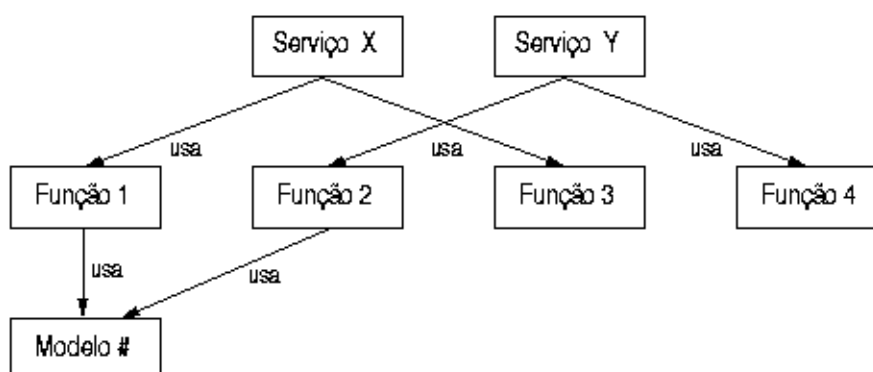 Serviço X
Serviço Y
usa
usa
usa
Função 1
Função 2
Função 3
Função 4
usa
usa
Modelo #